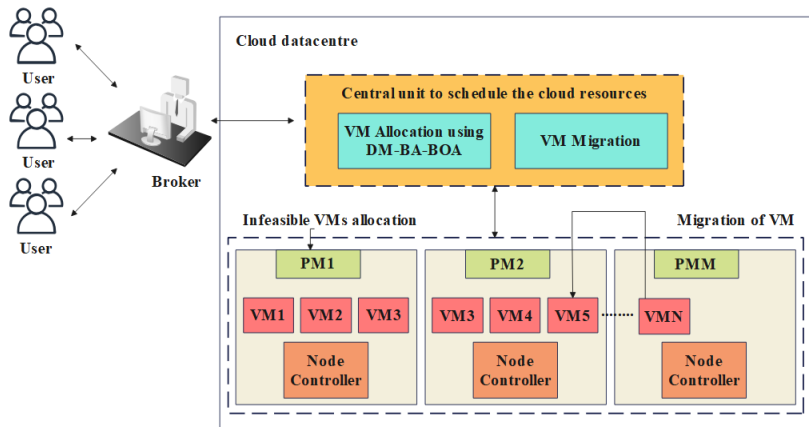 Cloud datacentre
User
User
User
Broker
Central unit to schedule the cloud resources
VM Allocation using
DM-BA-BOA
VM Migration
Infeasible VMs allocation
Migration of VM
PM1
PM2
PMM
VM1
VM2
VM3
VM3
VM4
VM5
VMN
Node
Controller
Node
Controller
Node
Controller